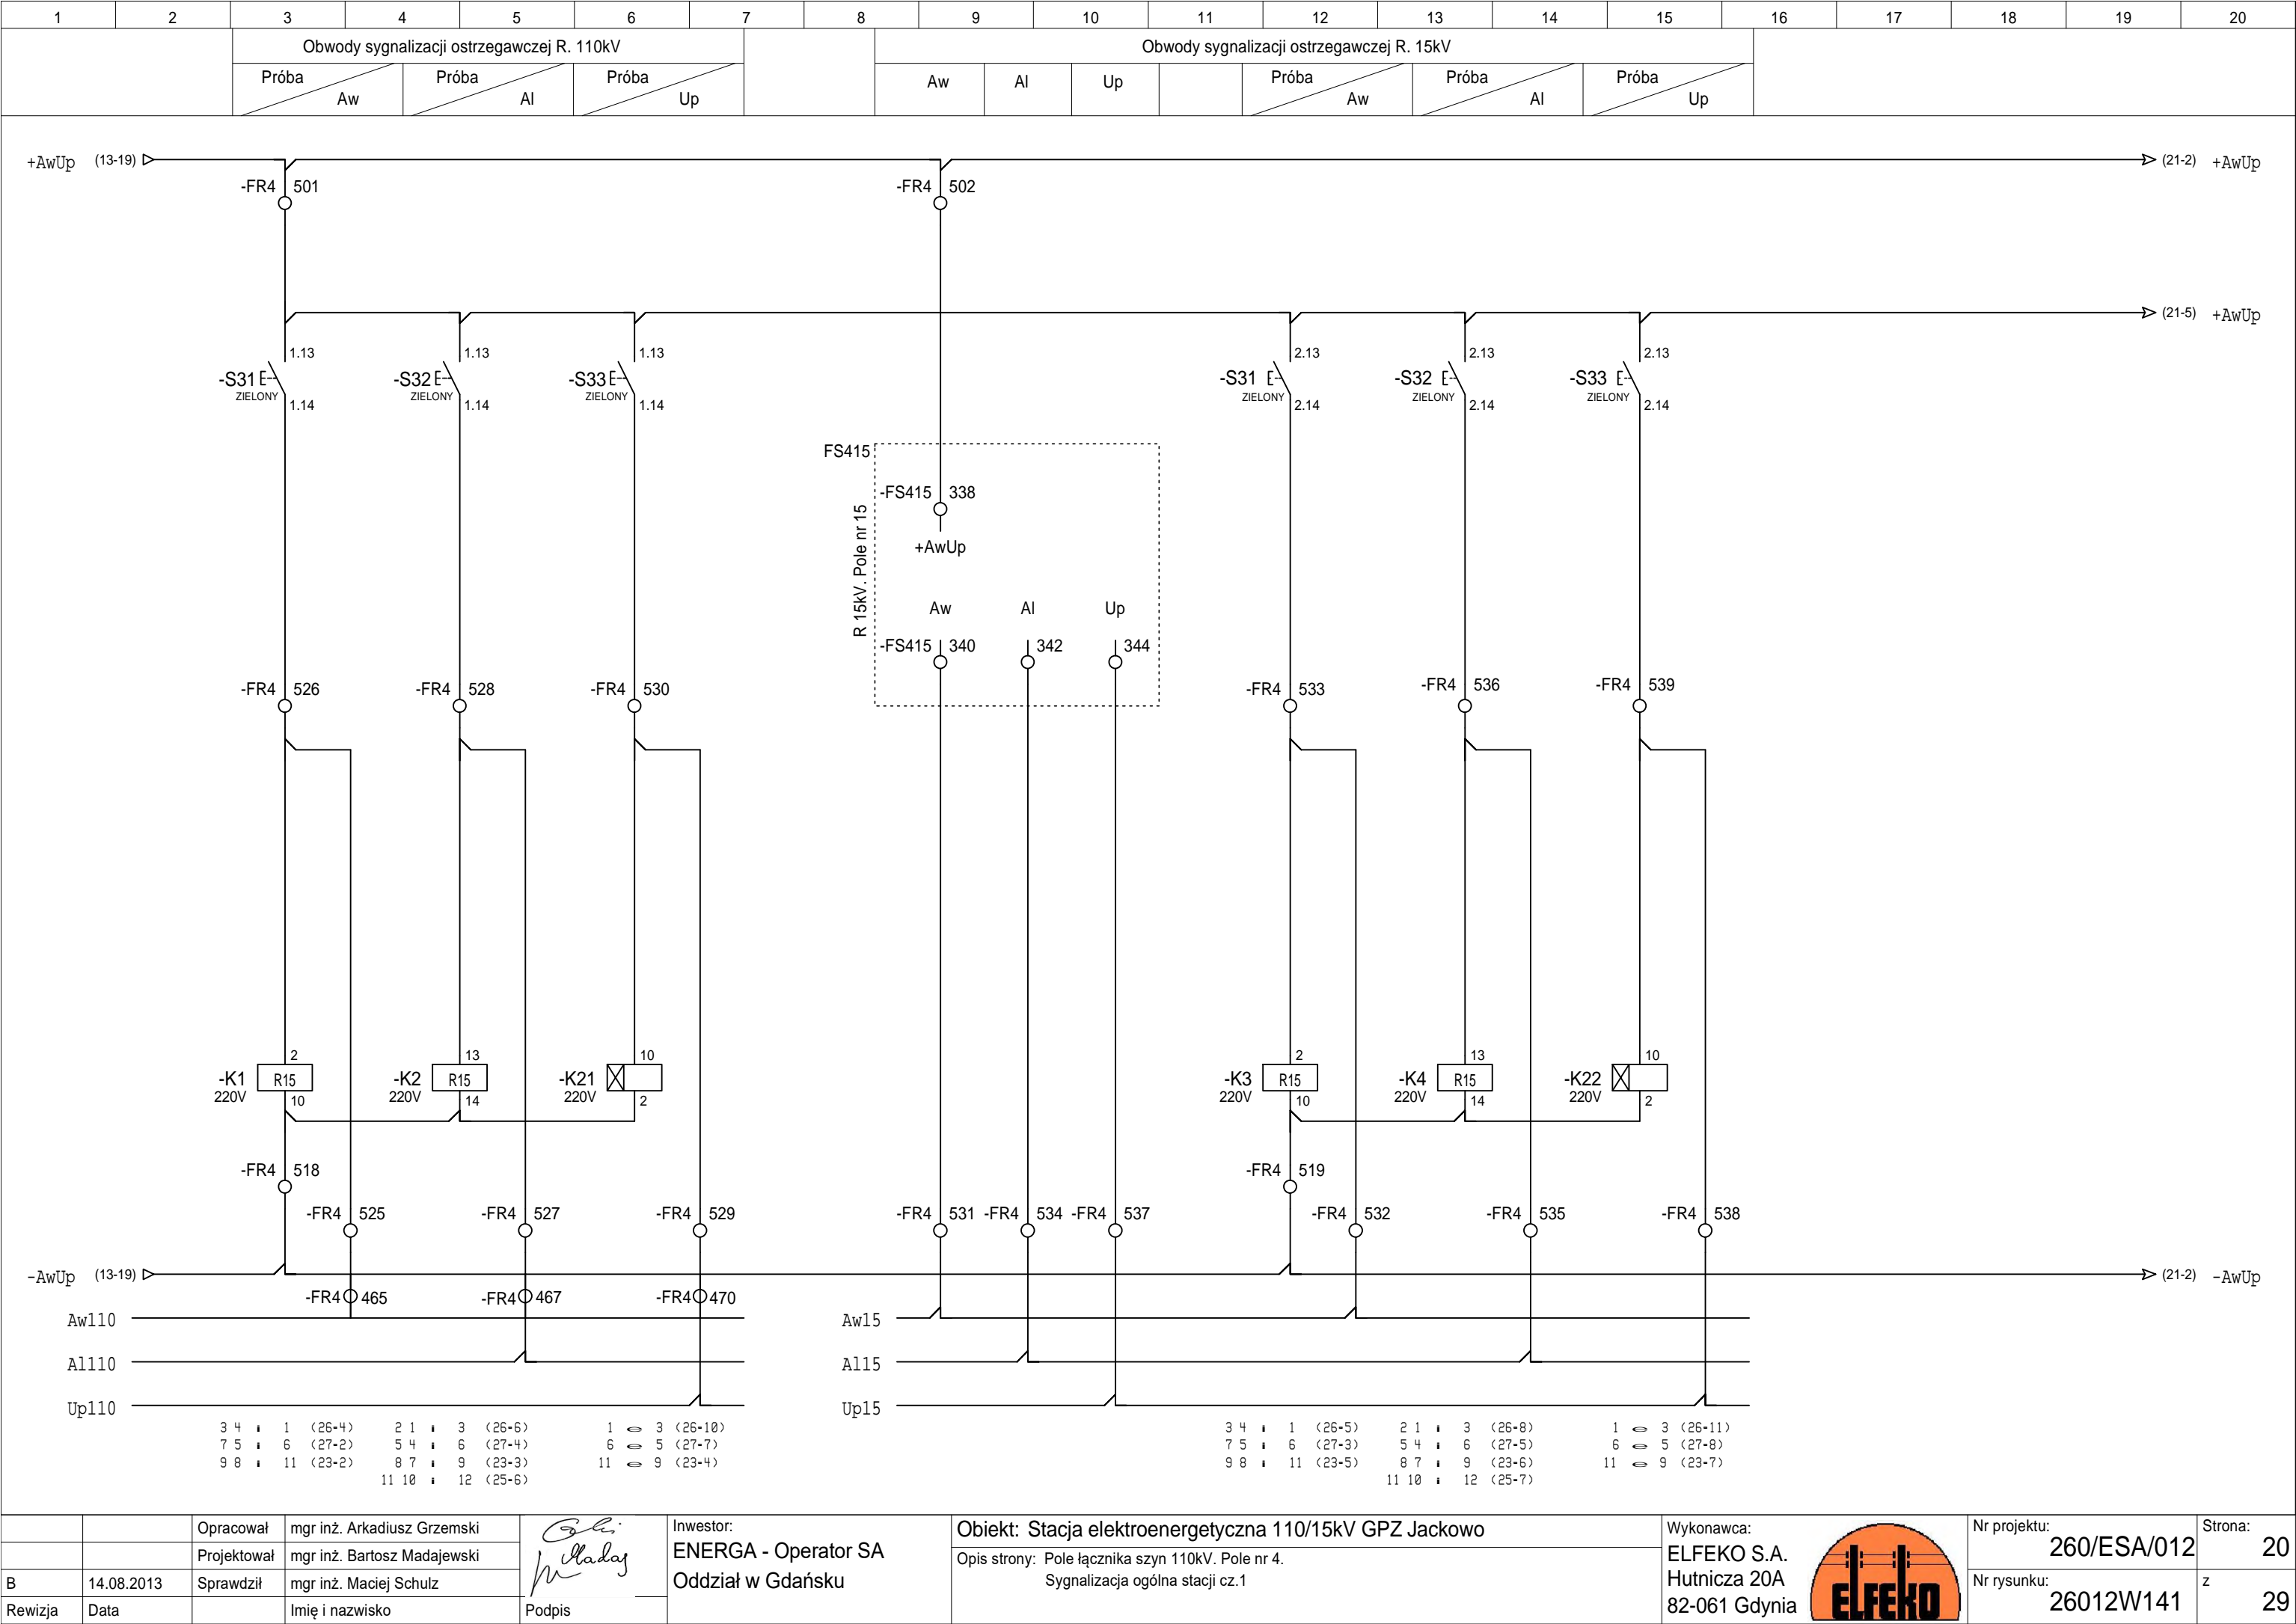 1 2 3 4 5 6 7 8 9 10 11 12 13 14 15 16 17 18 19 20
Obwody sygnalizacji ostrzegawczej R. 110kV
Obwody sygnalizacji ostrzegawczej R. 15kV
Próba Aw
Próba Al
Próba Up
Aw
Al
Up
Próba Aw
Próba Al
Próba Up
+AwUp (13-19)
(21-2) +AwUp
-FR4 501
-FR4 502
(21-5) +AwUp
1.13 1.13 1.13 2.13 2.13 2.13
-S31 -S32 -S33 -S31 -S32 -S33
ZIELONY ZIELONY ZIELONY ZIELONY ZIELONY ZIELONY
1.14 1.14 1.14 2.14 2.14 2.14
FS415
R 15kV. Pole nr 15
-FS415 338
+AwUp
Aw Al Up
-FS415 340 342 344
-FR4 526 -FR4 528 -FR4 530 -FR4 533 -FR4 536 -FR4 539
2 13 10 2 13 10
-K1 R15 -K2 R15 -K21 -K3 R15 -K4 R15 -K22
220V 220V 220V 220V 220V 220V
10 14 2 10 14 2
-FR4 518 -FR4 519
-FR4 525 -FR4 527 -FR4 529 -FR4 531 -FR4 534 -FR4 537 -FR4 532 -FR4 535 -FR4 538
-AwUp (13-19)
(21-2) -AwUp
-FR4 465 -FR4 467 -FR4 470
Aw110 Aw15
Al110 Al15
Up110 Up15
3 4 1 (26-4) 2 1 3 (26-6) 1 3 (26-10) 3 4 1 (26-5) 2 1 3 (26-8) 1 3 (26-11)
7 5 6 (27-2) 5 4 6 (27-4) 6 5 (27-7) 7 5 6 (27-3) 5 4 6 (27-5) 6 5 (27-8)
9 8 11 (23-2) 8 7 9 (23-3) 11 9 (23-4) 9 8 11 (23-5) 8 7 9 (23-6) 11 9 (23-7)
11 10 12 (25-6) 11 10 12 (25-7)
Opracował mgr inż. Arkadiusz Grzemski
Projektował mgr inż. Bartosz Madajewski
B 14.08.2013 Sprawdził mgr inż. Maciej Schulz
Rewizja Data Imię i nazwisko Podpis
Inwestor:
ENERGA - Operator SA
Oddział w Gdańsku
Obiekt: Stacja elektroenergetyczna 110/15kV GPZ Jackowo
Opis strony: Pole łącznika szyn 110kV. Pole nr 4.
Sygnalizacja ogólna stacji cz.1
Wykonawca:
ELFEKO S.A.
Hutnicza 20A
82-061 Gdynia
ELFEKO
Nr projektu:
260/ESA/012
Nr rysunku:
26012W141
Strona:
20
z
29